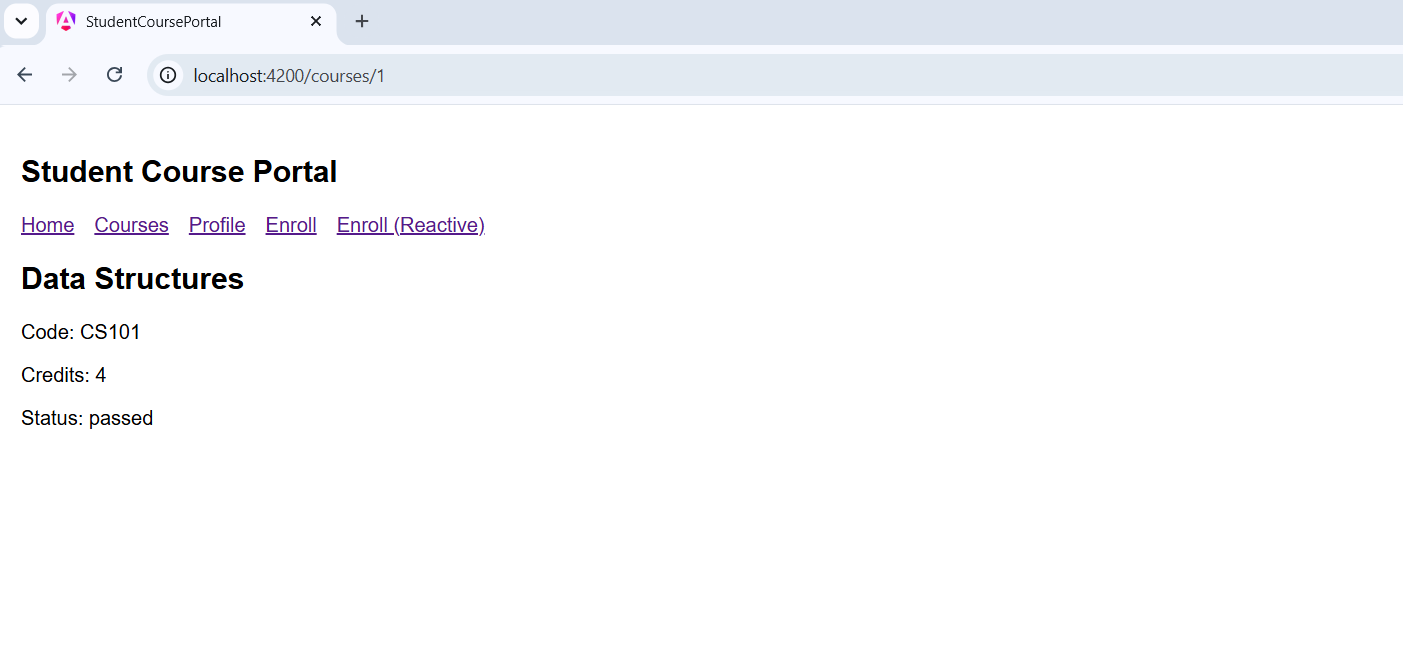 StudentCoursePortal
localhost:4200/courses/1
Student Course Portal
Home Courses Profile Enroll Enroll (Reactive)
Data Structures
Code: CS101
Credits: 4
Status: passed